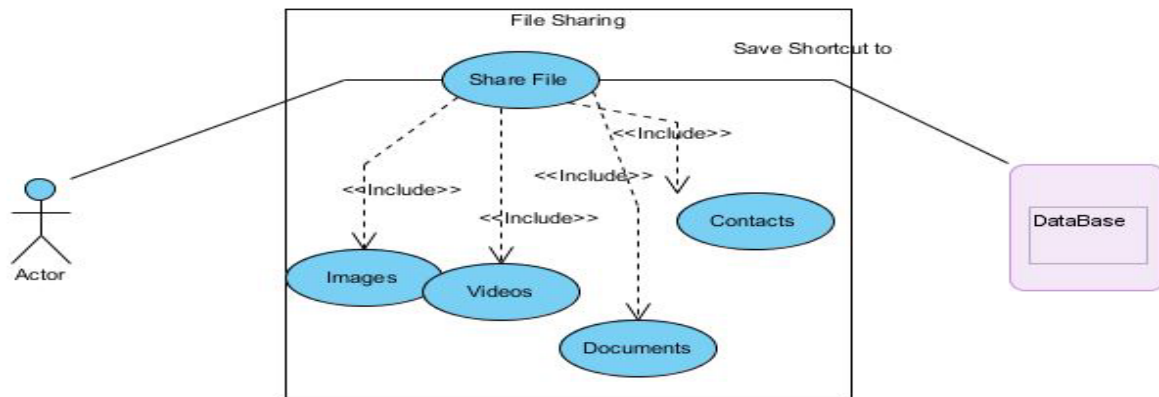 File Sharing
Save Shortcut to
Share File
<<Include>>
<<Include>>
<<Include>>
<<Include>>
Contacts
DataBase
Actor
Images
Videos
Documents